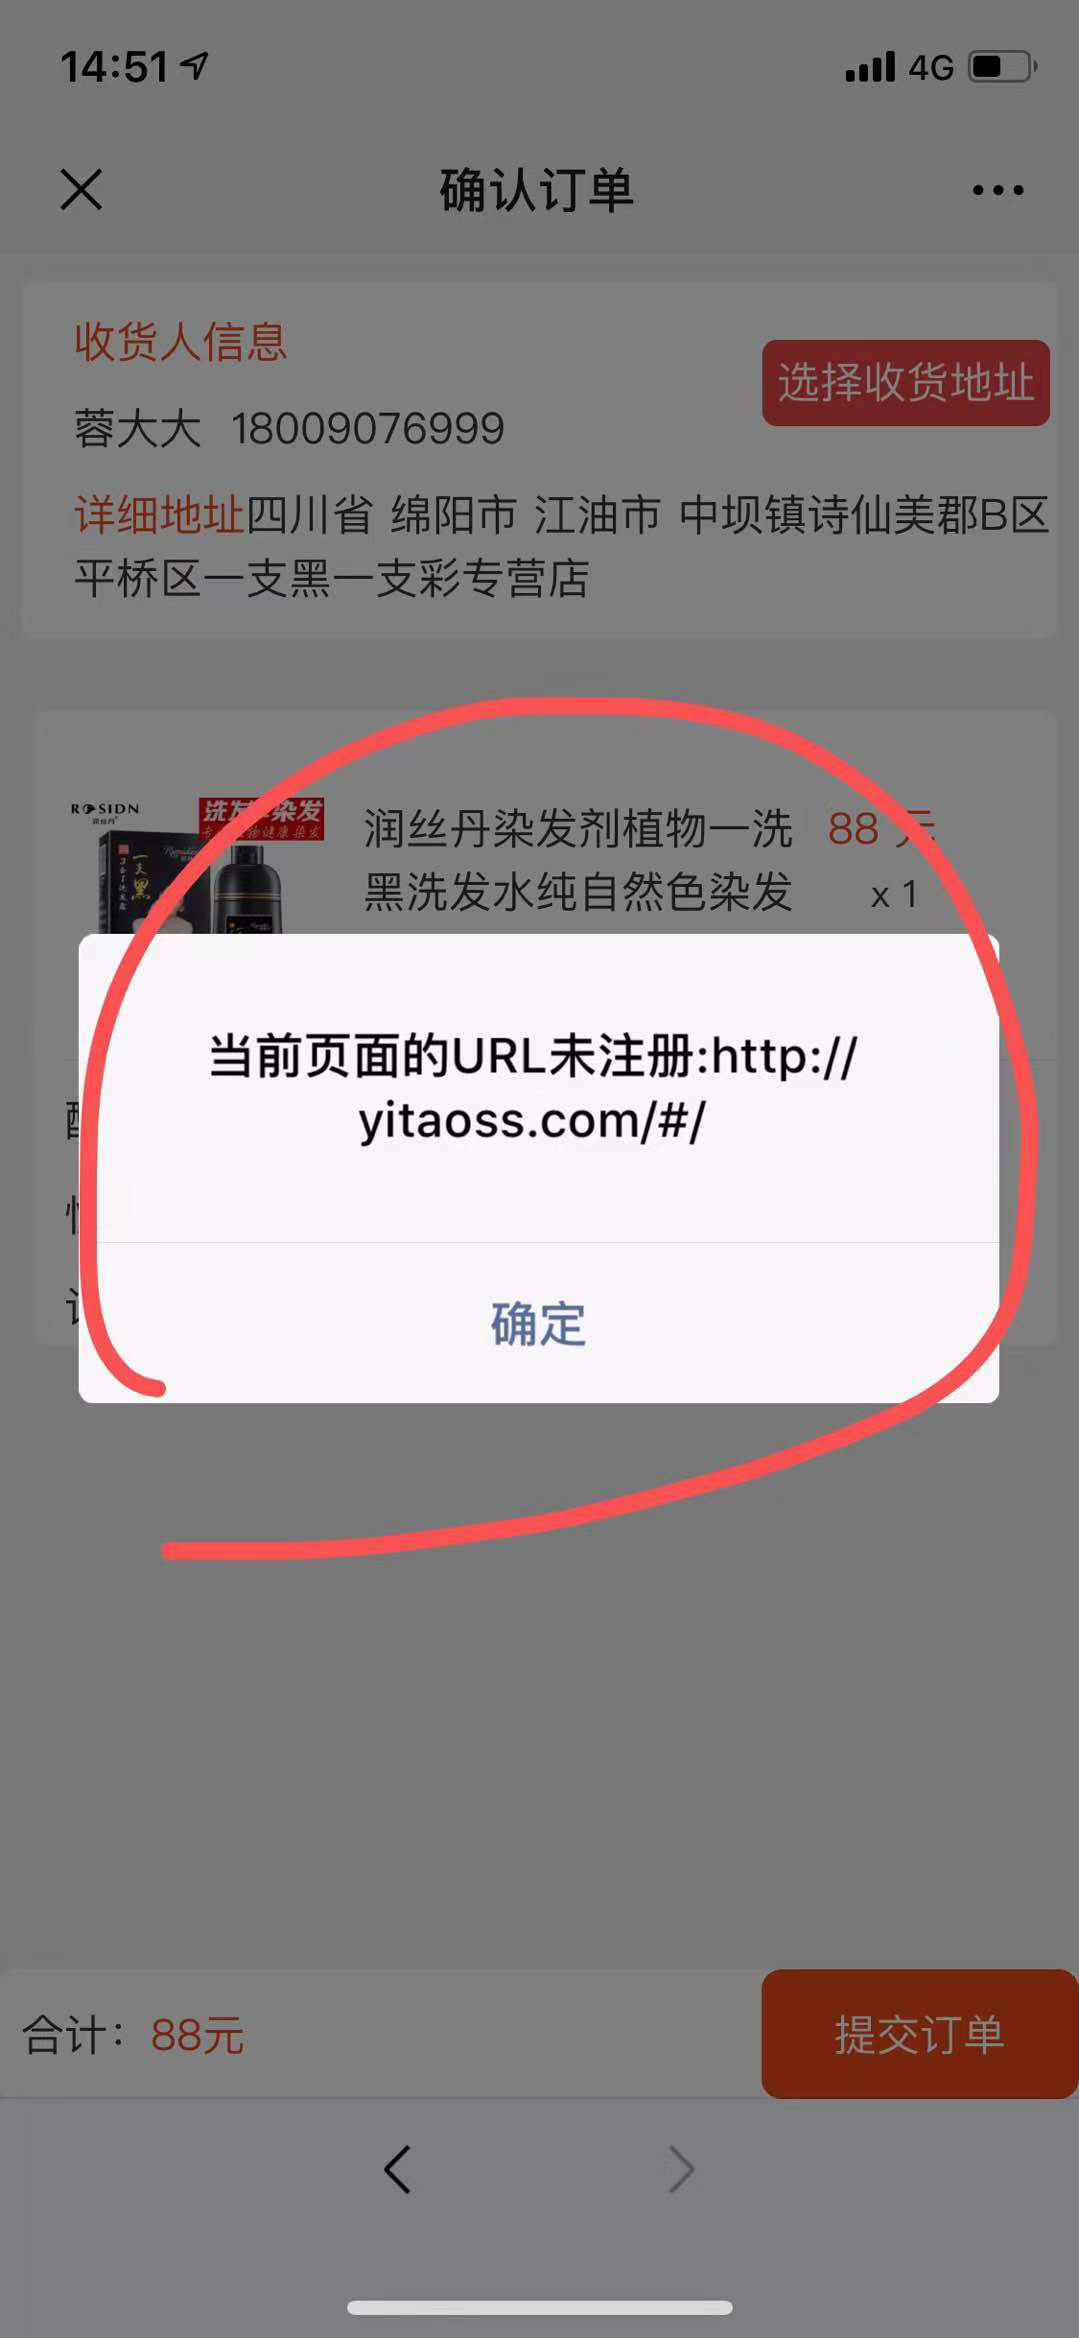 14:51
4G
确认订单
收货人信息
选择收货地址
蓉大大 18009076999
详细地址四川省 绵阳市 江油市 中坝镇诗仙美郡B区
平桥区一支黑一支彩专营店
润丝丹染发剂植物一洗 88 元
黑洗发水纯自然色染发 x 1
ROSIDN
一支黑
当前页面的URL未注册:http://
yitaoss.com/#/
确定
合计：88元
提交订单